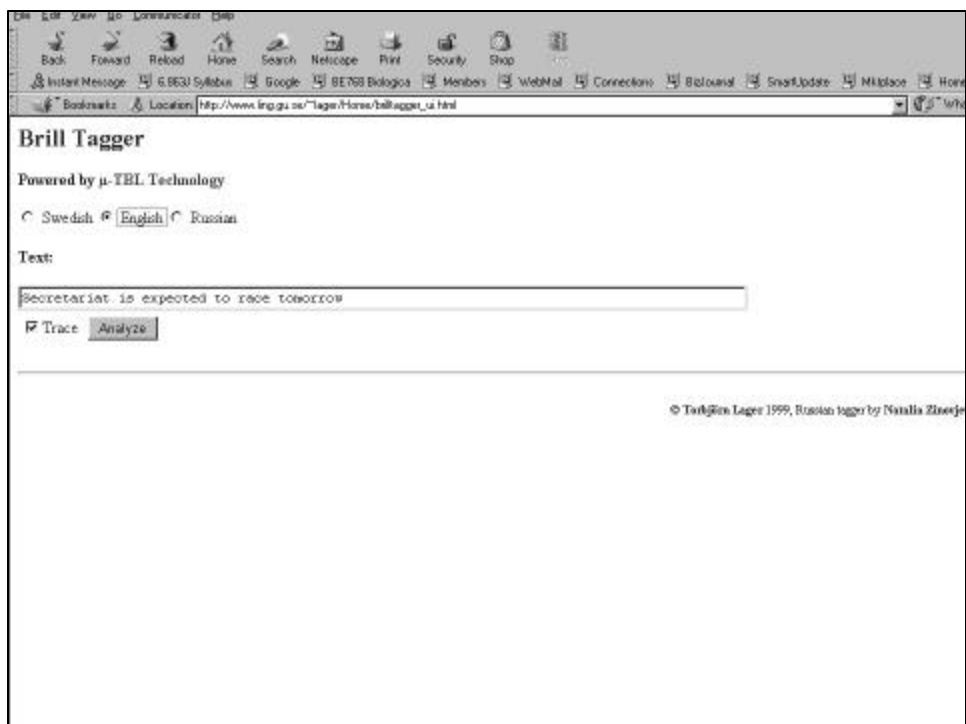 File Edit View Go Communicator Help
Back Forward Reload Home Search Netscape Print Security Shop
Instant Message 6.863J Syllabus Google BE768 Biologica Members WebMail Connections BizJournal SmartUpdate Mktplace Home
Bookmarks Location: http://www.ling.gu.se/~lager/Home/brilltagger_ui.html
Brill Tagger
Powered by µ-TBL Technology
Swedish English Russian
Text:
Secretariat is expected to race tomorrow
Trace Analyze
© Torbjörn Lager 1999, Russian tagger by Natalia